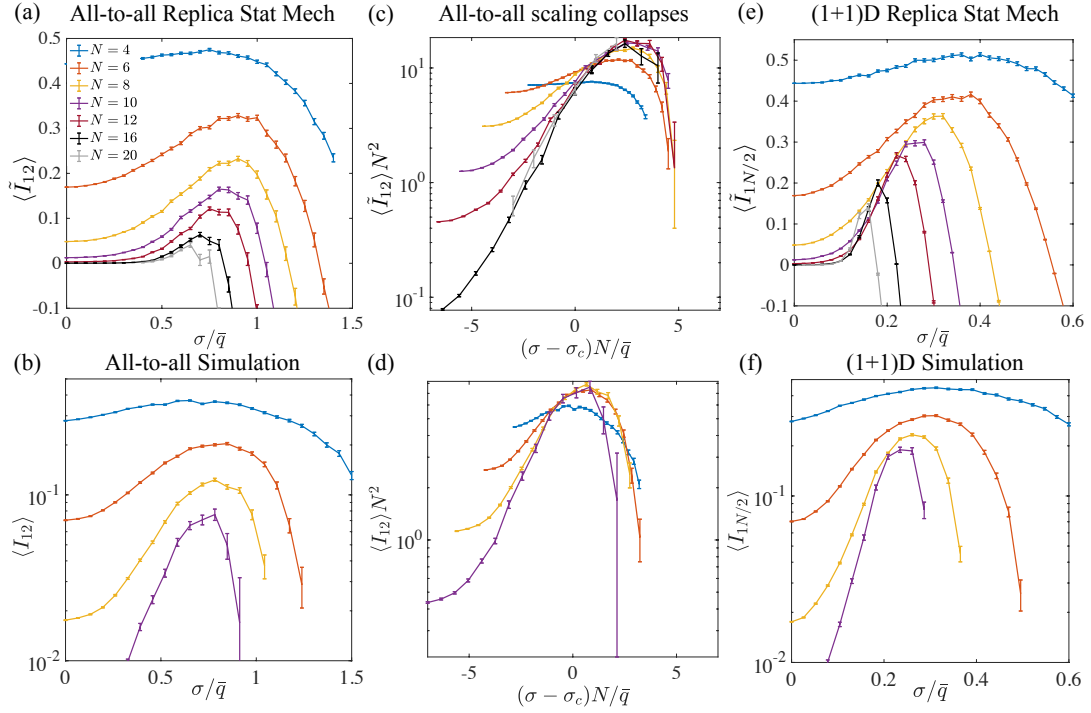 (a) All-to-all Replica Stat Mech
0.5
0.4
0.3
0.2
0.1
0
-0.1
⟨Ĩ₁₂⟩
N = 4
N = 6
N = 8
N = 10
N = 12
N = 16
N = 20
0 0.5 1 1.5
σ/q̄
(c) All-to-all scaling collapses
10¹
10⁰
10⁻¹
⟨Ĩ₁₂⟩N²
-5 0 5
(σ − σ_c)N/q̄
(e) (1+1)D Replica Stat Mech
0.5
0.4
0.3
0.2
0.1
0
-0.1
⟨Ĩ₁N/₂⟩
0 0.2 0.4 0.6
σ/q̄
(b) All-to-all Simulation
10⁻¹
10⁻²
⟨I₁₂⟩
0 0.5 1 1.5
σ/q̄
(d)
10⁰
⟨I₁₂⟩N²
-5 0 5
(σ − σ_c)N/q̄
(f) (1+1)D Simulation
10⁻¹
10⁻²
⟨I₁N/₂⟩
0 0.2 0.4 0.6
σ/q̄